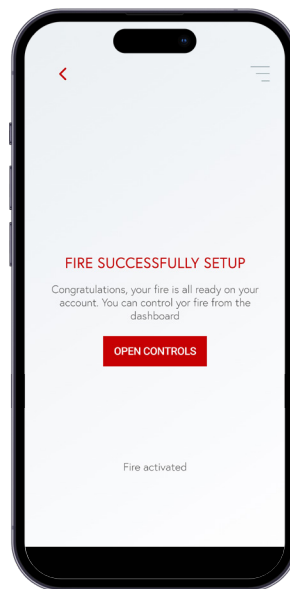 FIRE SUCCESSFULLY SETUP
Congratulations, your fire is all ready on your
account. You can control yor fire from the
dashboard
OPEN CONTROLS
Fire activated